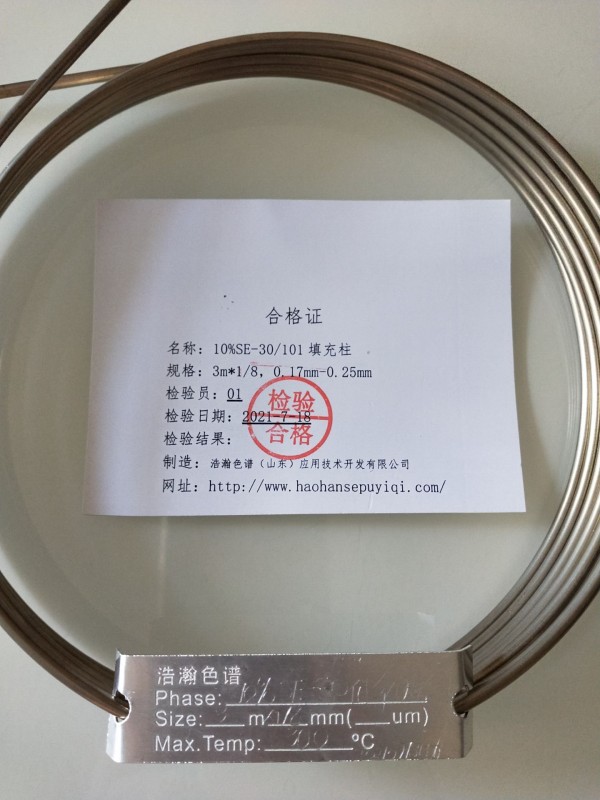 合格证
名称：10%SE-30/101 填充柱
规格：3m*1/8，0.17mm-0.25mm
检验员：01
检验日期：2021-7-18
检验结果：
检验
合格
制造：浩瀚色谱（山东）应用技术开发有限公司
网址：http://www.haohansepuyiqi.com/
浩瀚色谱
Phase:
Size: m mm( um)
Max.Temp: ℃